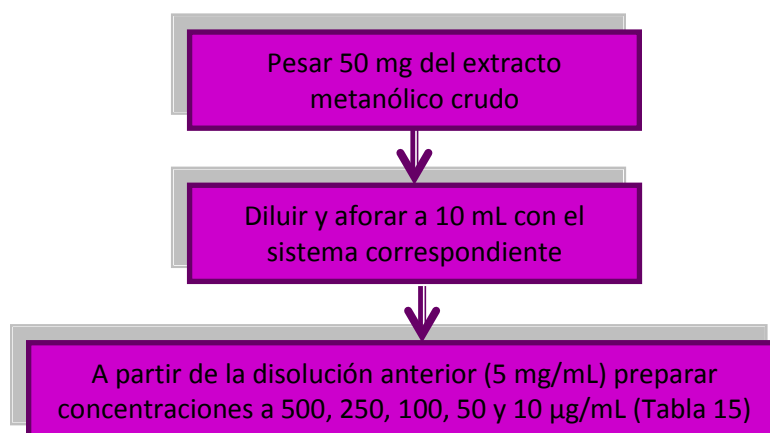 Pesar 50 mg del extracto
metanólico crudo
Diluir y aforar a 10 mL con el
sistema correspondiente
A partir de la disolución anterior (5 mg/mL) preparar
concentraciones a 500, 250, 100, 50 y 10 µg/mL (Tabla 15)